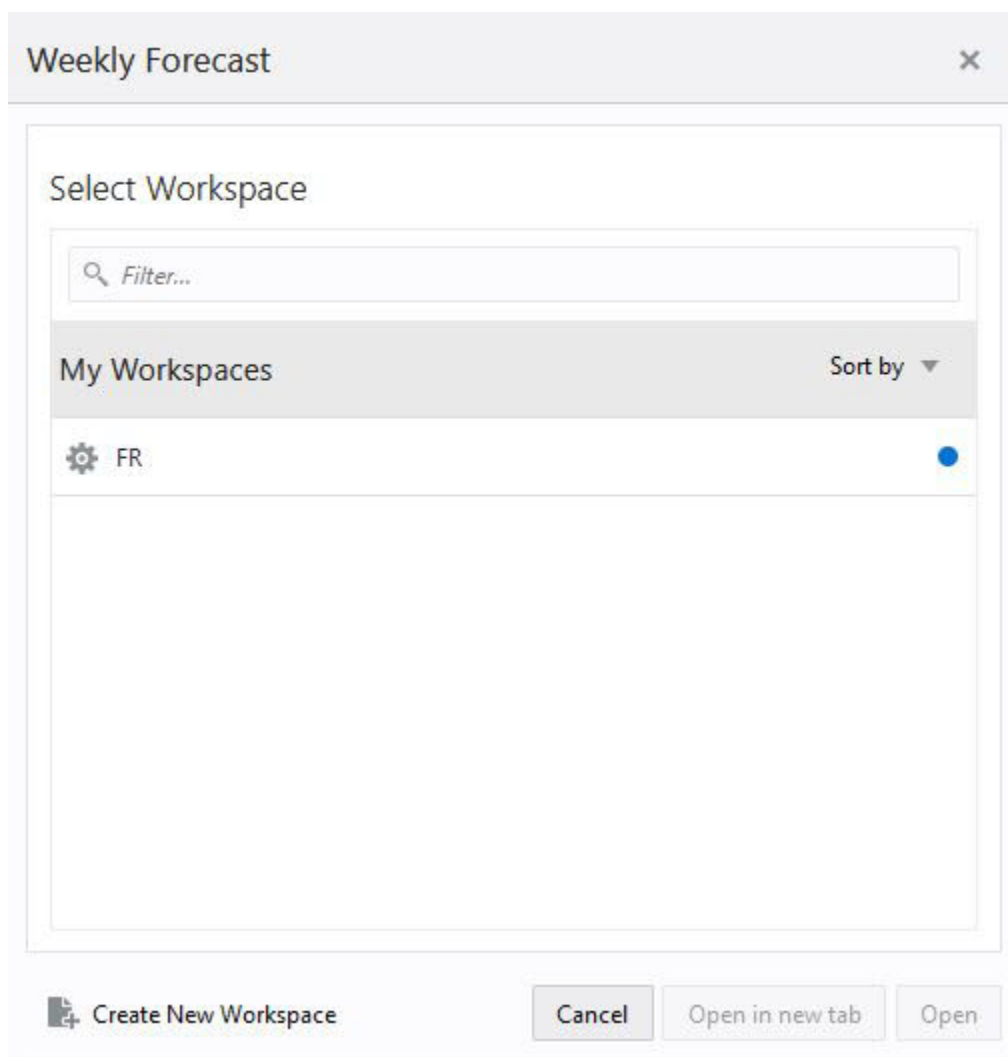 Weekly Forecast
Select Workspace
Filter...
My Workspaces Sort by
FR
Create New Workspace Cancel Open in new tab Open